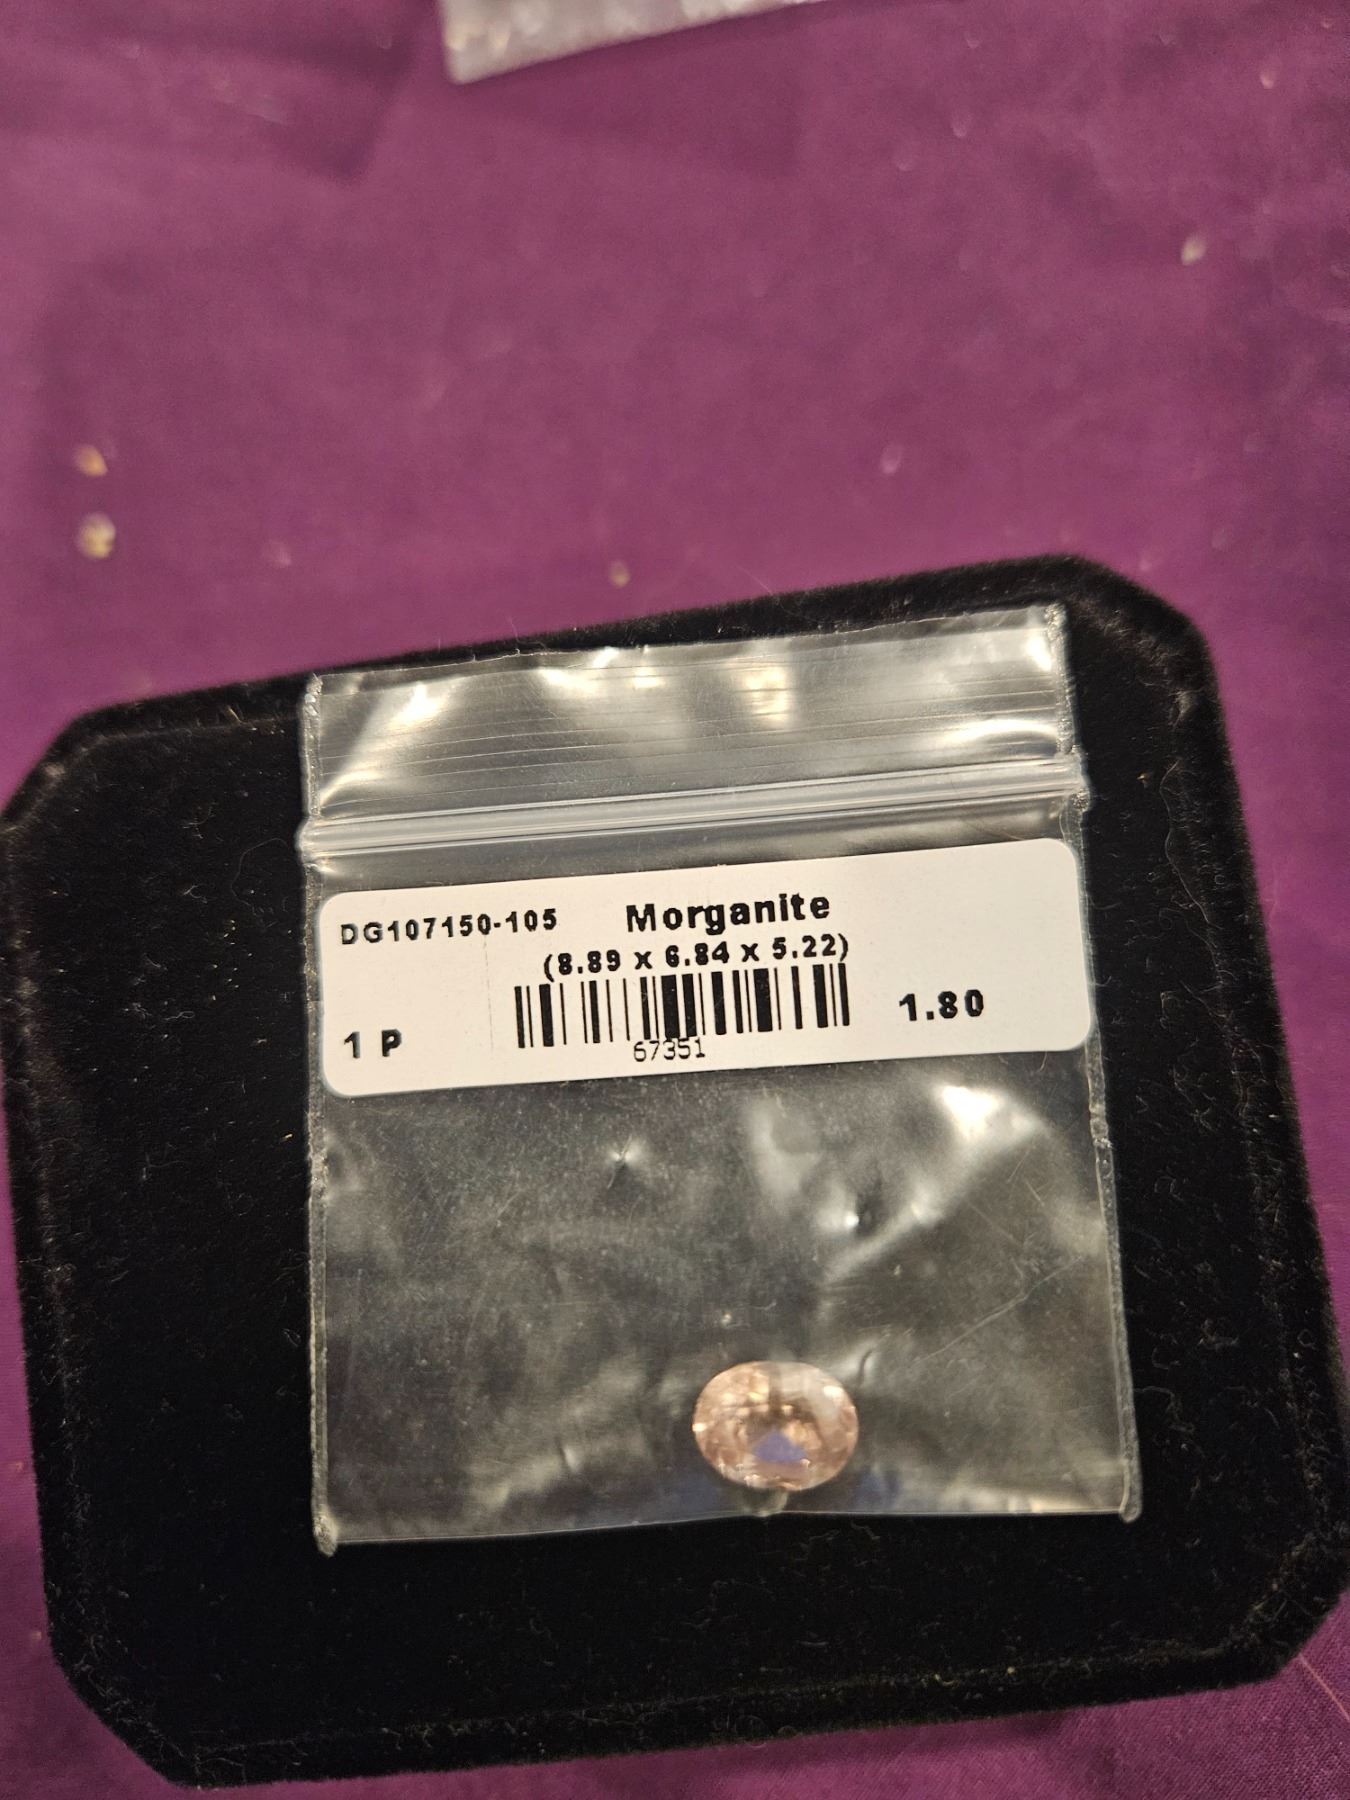 DG107150-105 Morganite
(8.89 x 6.84 x 5.22)
1 P 1.80
67351